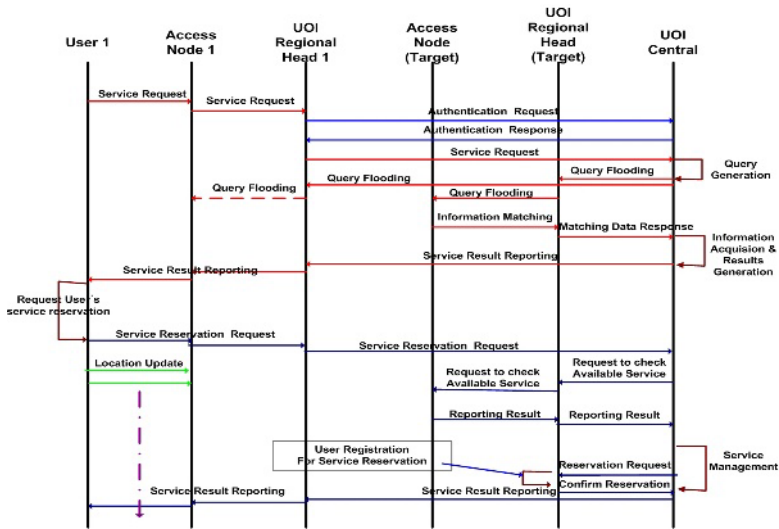 User 1
Access
Node 1
UOI
Regional
Head 1
Access
Node
(Target)
UOI
Regional
Head
(Target)
UOI
Central
Service Request
Service Request
Authentication Request
Authentication Response
Service Request
Query
Generation
Query Flooding
Query Flooding
Query Flooding
Query Flooding
Information Matching
Matching Data Response
Information
Acquision &
Results
Generation
Service Result Reporting
Service Result Reporting
Request User`s
service reservation
Service Reservation Request
Service Reservation Request
Location Update
Request to check
Available Service
Request to check
Available Service
Reporting Result
Reporting Result
User Registration
For Service Reservation
Service
Management
Reservation Request
Confirm Reservation
Service Result Reporting
Service Result Reporting